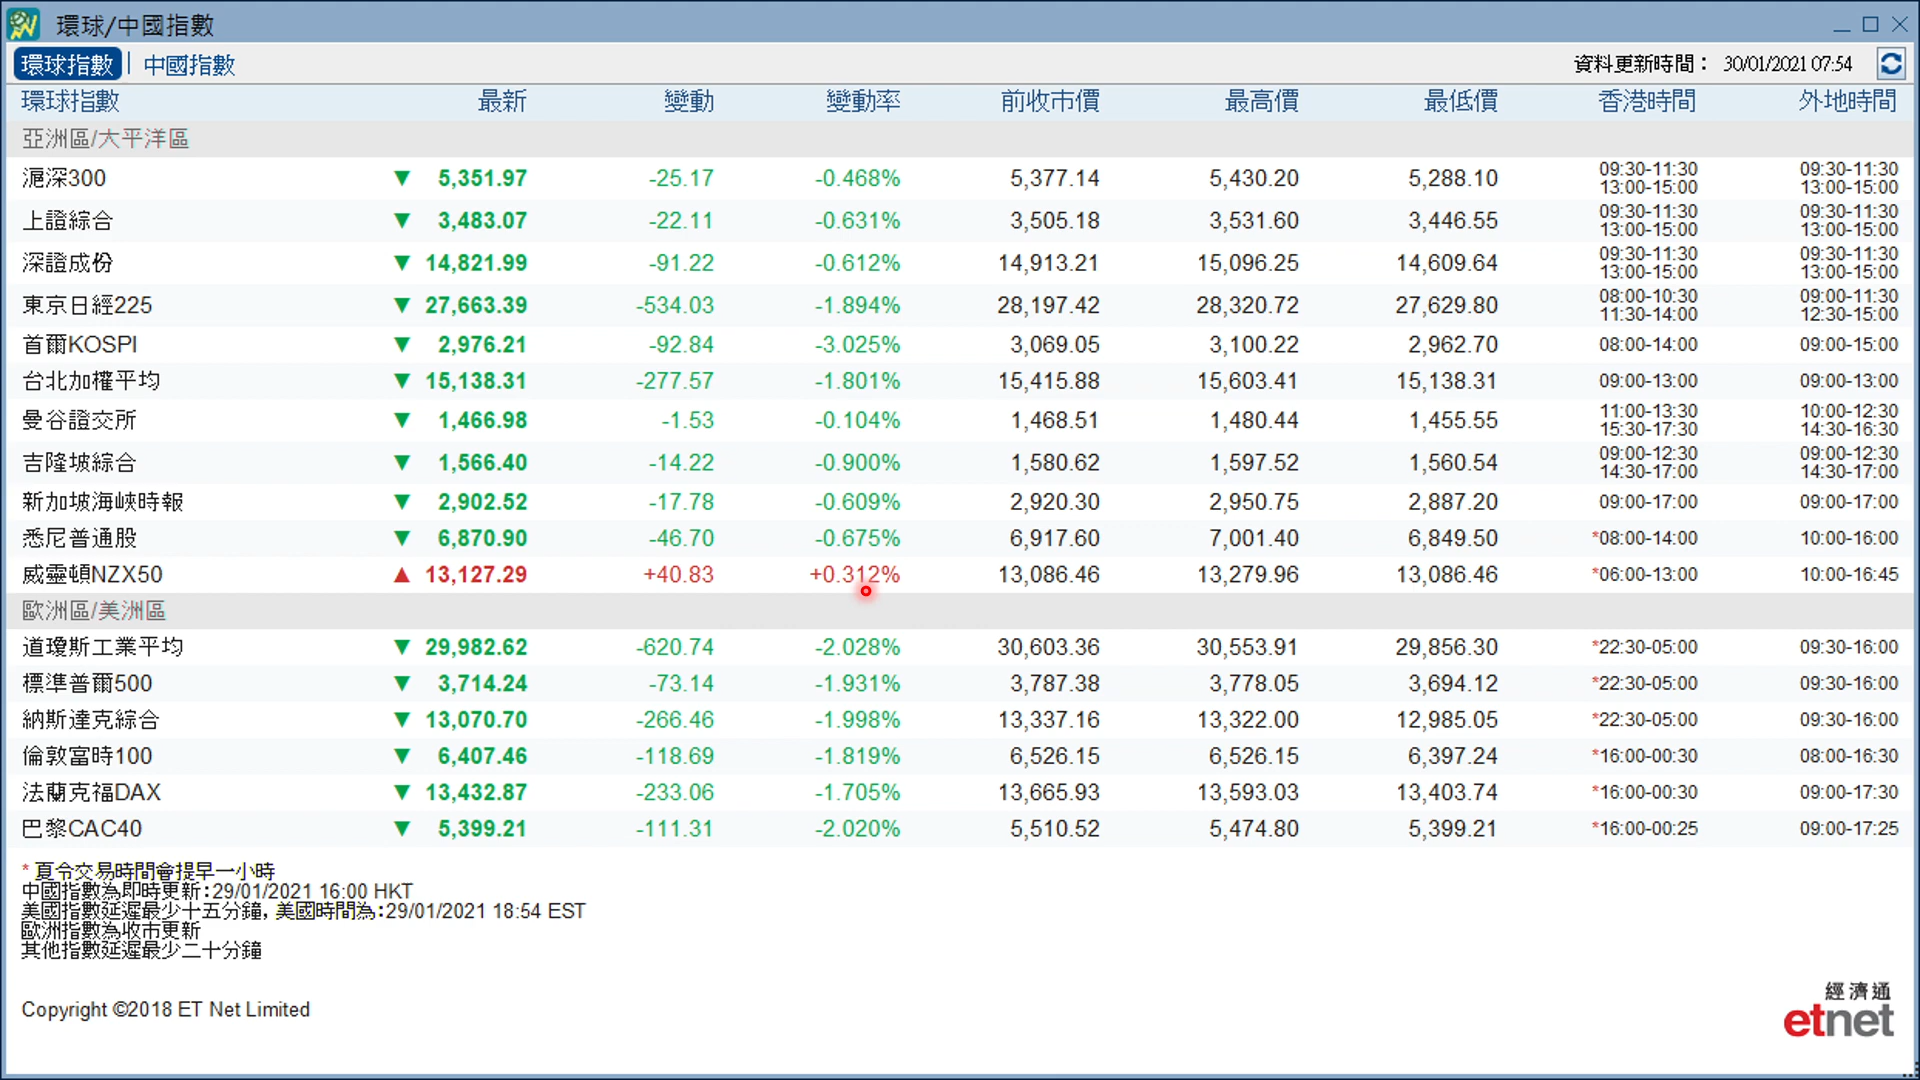 環球/中國指數
環球指數 | 中國指數 資料更新時間： 30/01/2021 07:54
環球指數 最新 變動 變動率 前收市價 最高價 最低價 香港時間 外地時間
亞洲區/大平洋區
滬深300 ▼ 5,351.97 -25.17 -0.468% 5,377.14 5,430.20 5,288.10 09:30-11:30 13:00-15:00 09:30-11:30 13:00-15:00
上證綜合 ▼ 3,483.07 -22.11 -0.631% 3,505.18 3,531.60 3,446.55 09:30-11:30 13:00-15:00 09:30-11:30 13:00-15:00
深證成份 ▼ 14,821.99 -91.22 -0.612% 14,913.21 15,096.25 14,609.64 09:30-11:30 13:00-15:00 09:30-11:30 13:00-15:00
東京日經225 ▼ 27,663.39 -534.03 -1.894% 28,197.42 28,320.72 27,629.80 08:00-10:30 11:30-14:00 09:00-11:30 12:30-15:00
首爾KOSPI ▼ 2,976.21 -92.84 -3.025% 3,069.05 3,100.22 2,962.70 08:00-14:00 09:00-15:00
台北加權平均 ▼ 15,138.31 -277.57 -1.801% 15,415.88 15,603.41 15,138.31 09:00-13:00 09:00-13:00
曼谷證交所 ▼ 1,466.98 -1.53 -0.104% 1,468.51 1,480.44 1,455.55 11:00-13:30 15:30-17:30 10:00-12:30 14:30-16:30
吉隆坡綜合 ▼ 1,566.40 -14.22 -0.900% 1,580.62 1,597.52 1,560.54 09:00-12:30 14:30-17:00 09:00-12:30 14:30-17:00
新加坡海峽時報 ▼ 2,902.52 -17.78 -0.609% 2,920.30 2,950.75 2,887.20 09:00-17:00 09:00-17:00
悉尼普通股 ▼ 6,870.90 -46.70 -0.675% 6,917.60 7,001.40 6,849.50 *08:00-14:00 10:00-16:00
威靈頓NZX50 ▲ 13,127.29 +40.83 +0.312% 13,086.46 13,279.96 13,086.46 *06:00-13:00 10:00-16:45
歐洲區/美洲區
道瓊斯工業平均 ▼ 29,982.62 -620.74 -2.028% 30,603.36 30,553.91 29,856.30 *22:30-05:00 09:30-16:00
標準普爾500 ▼ 3,714.24 -73.14 -1.931% 3,787.38 3,778.05 3,694.12 *22:30-05:00 09:30-16:00
納斯達克綜合 ▼ 13,070.70 -266.46 -1.998% 13,337.16 13,322.00 12,985.05 *22:30-05:00 09:30-16:00
倫敦富時100 ▼ 6,407.46 -118.69 -1.819% 6,526.15 6,526.15 6,397.24 *16:00-00:30 08:00-16:30
法蘭克福DAX ▼ 13,432.87 -233.06 -1.705% 13,665.93 13,593.03 13,403.74 *16:00-00:30 09:00-17:30
巴黎CAC40 ▼ 5,399.21 -111.31 -2.020% 5,510.52 5,474.80 5,399.21 *16:00-00:25 09:00-17:25
* 夏令交易時間會提早一小時
中國指數為即時更新:29/01/2021 16:00 HKT
美國指數延遲最少十五分鐘, 美國時間為:29/01/2021 18:54 EST
歐洲指數為收市更新
其他指數延遲最少二十分鐘
Copyright ©2018 ET Net Limited
經濟通
etnet